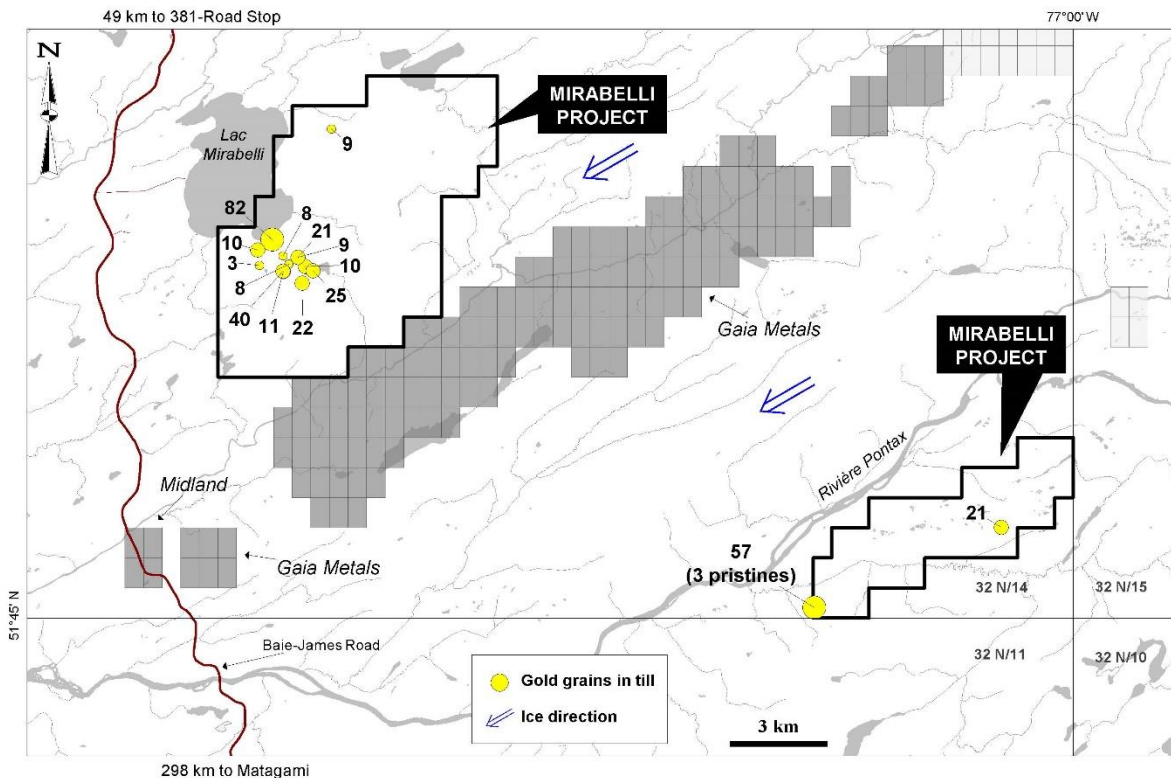 49 km to 381-Road Stop
77°00' W
N
MIRABELLI
PROJECT
Lac
Mirabelli
9
82
8
21
10
9
3
10
8
25
40
11
22
Gaia Metals
MIRABELLI
PROJECT
Rivière Pontax
Midland
21
57
(3 pristines)
Gaia Metals
32 N/14
32 N/15
51°45' N
Baie-James Road
32 N/11
32 N/10
Gold grains in till
Ice direction
3 km
298 km to Matagami